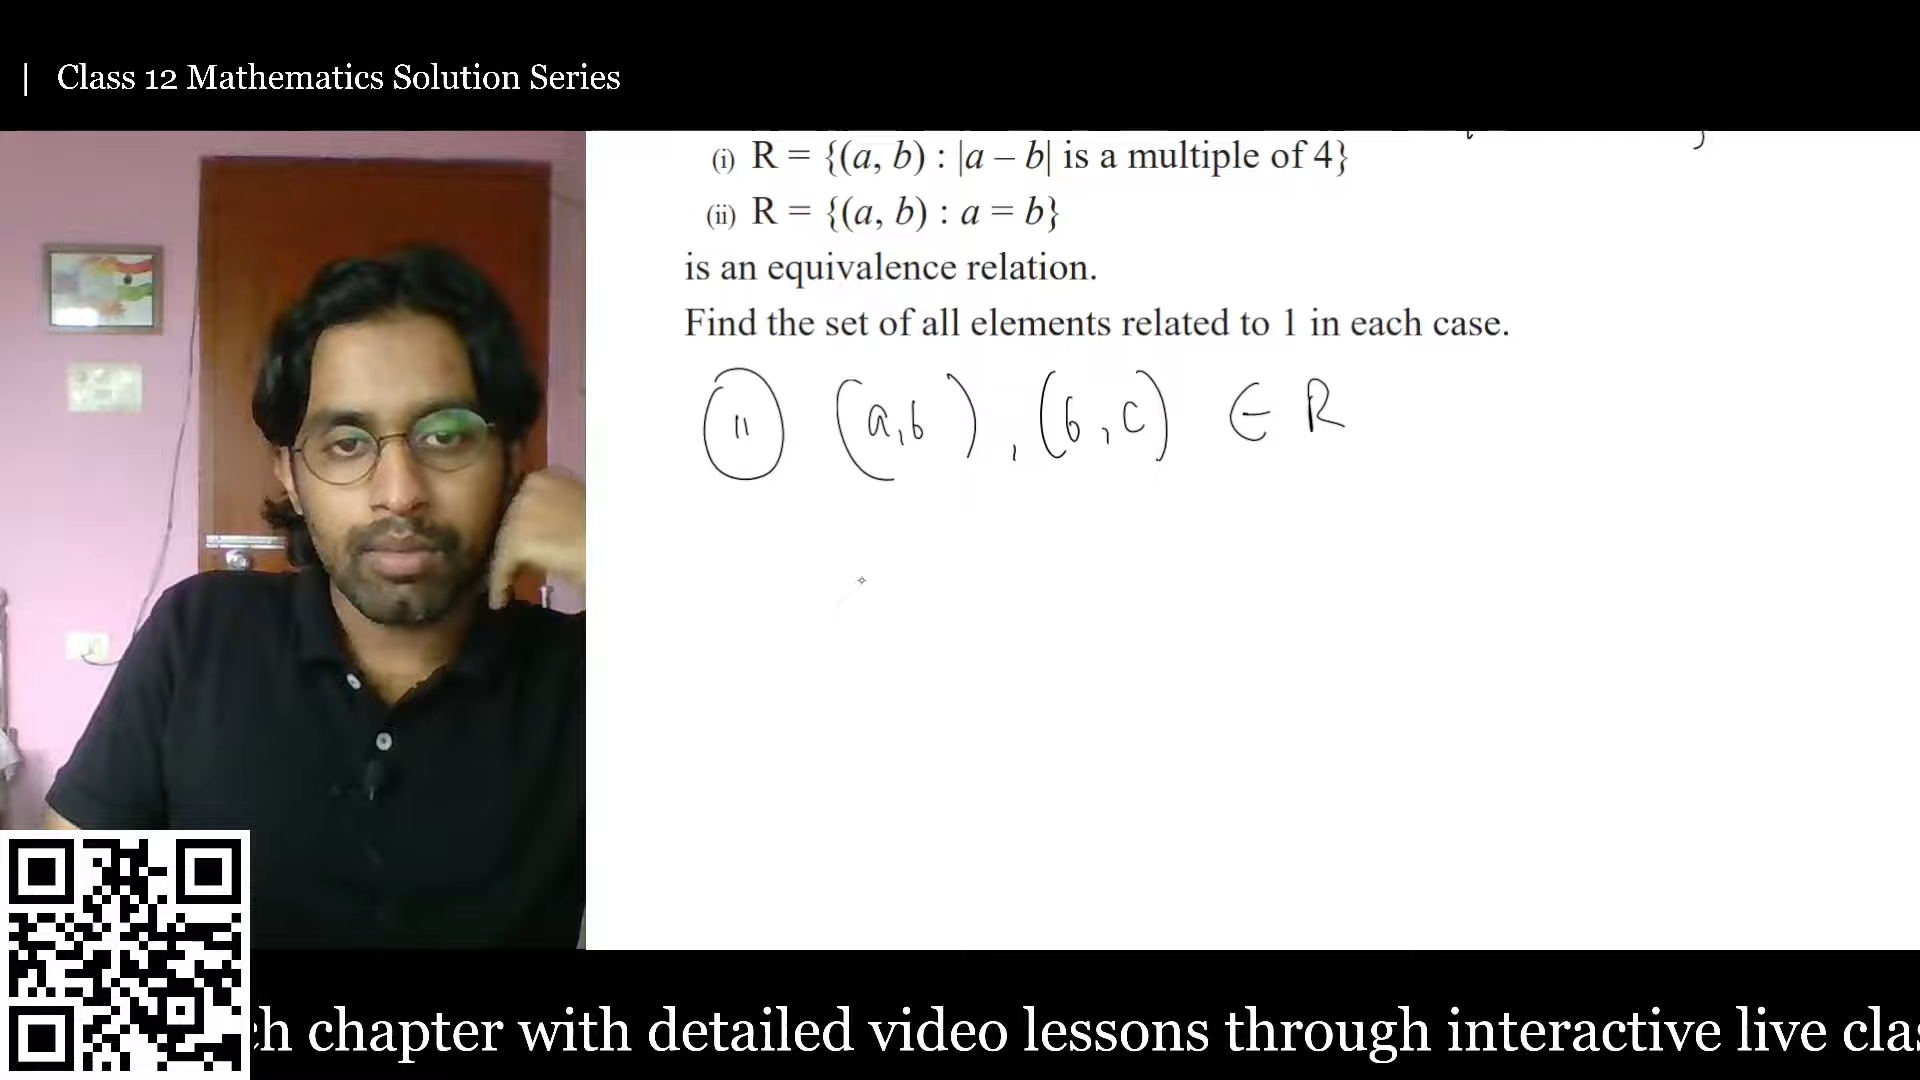 | Class 12 Mathematics Solution Series
(i) R = {(a, b) : |a – b| is a multiple of 4}
(ii) R = {(a, b) : a = b}
is an equivalence relation.
Find the set of all elements related to 1 in each case.
(ii) (a,b), (b,c) ∈ R
ch chapter with detailed video lessons through interactive live clas